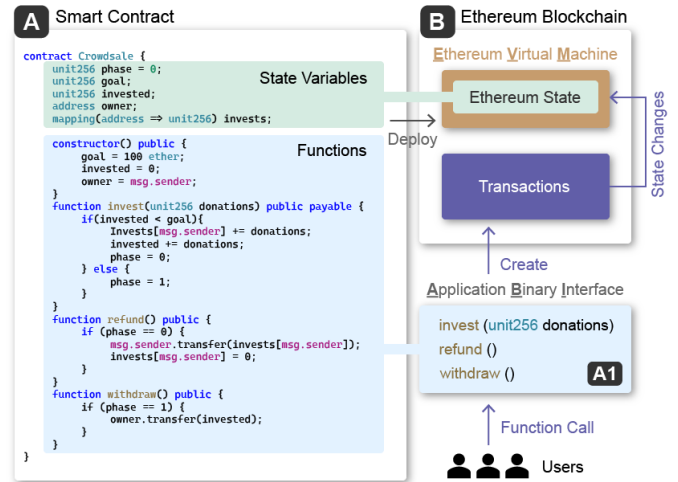 A Smart Contract
contract Crowdsale {
unit256 phase = 0;
unit256 goal;
unit256 invested;
address owner;
mapping(address ⇒ unit256) invests;
State Variables
constructor() public {
goal = 100 ether;
invested = 0;
owner = msg.sender;
}
Functions
function invest(unit256 donations) public payable {
if(invested < goal){
Invests[msg.sender] += donations;
invested += donations;
phase = 0;
} else {
phase = 1;
}
}
function refund() public {
if (phase == 0) {
msg.sender.transfer(invests[msg.sender]);
invests[msg.sender] = 0;
}
}
function withdraw() public {
if (phase == 1) {
owner.transfer(invested);
}
}
}
Deploy
B Ethereum Blockchain
Ethereum Virtual Machine
Ethereum State
State Changes
Transactions
Create
Application Binary Interface
invest (unit256 donations)
refund ()
withdraw ()
A1
Function Call
Users